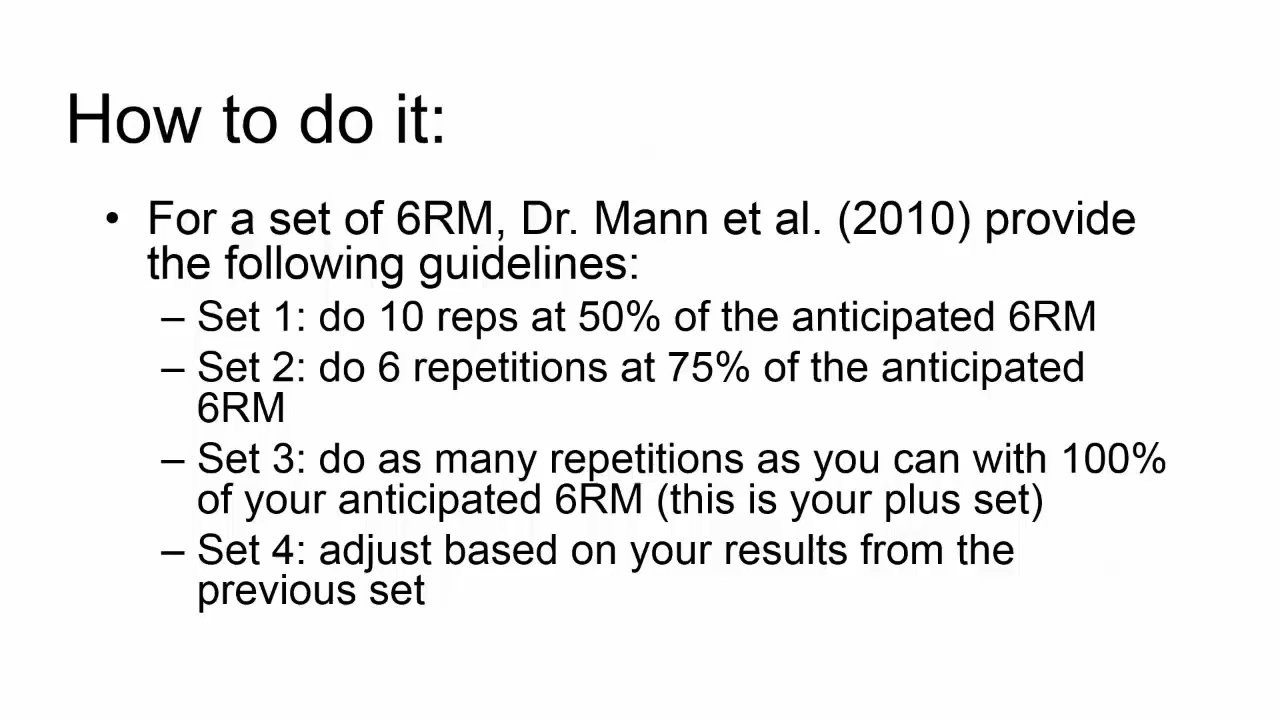 How to do it:
• For a set of 6RM, Dr. Mann et al. (2010) provide
the following guidelines:
– Set 1: do 10 reps at 50% of the anticipated 6RM
– Set 2: do 6 repetitions at 75% of the anticipated
6RM
– Set 3: do as many repetitions as you can with 100%
of your anticipated 6RM (this is your plus set)
– Set 4: adjust based on your results from the
previous set